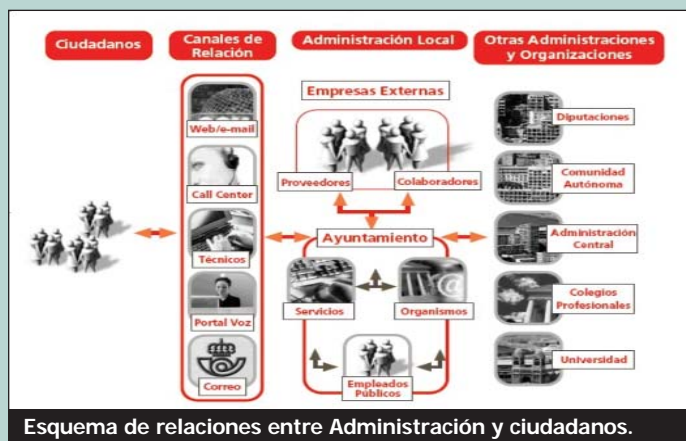 Ciudadanos
Canales de
Relación
Administración Local
Otras Administraciones
y Organizaciones
Web/e-mail
Call Center
Técnicos
Portal Voz
Correo
Empresas Externas
Proveedores
Colaboradores
Ayuntamiento
Servicios
@
Organismos
Empleados
Públicos
Diputaciones
Comunidad
Autónoma
Administración
Central
Colegios
Profesionales
Universidad
Esquema de relaciones entre Administración y ciudadanos.